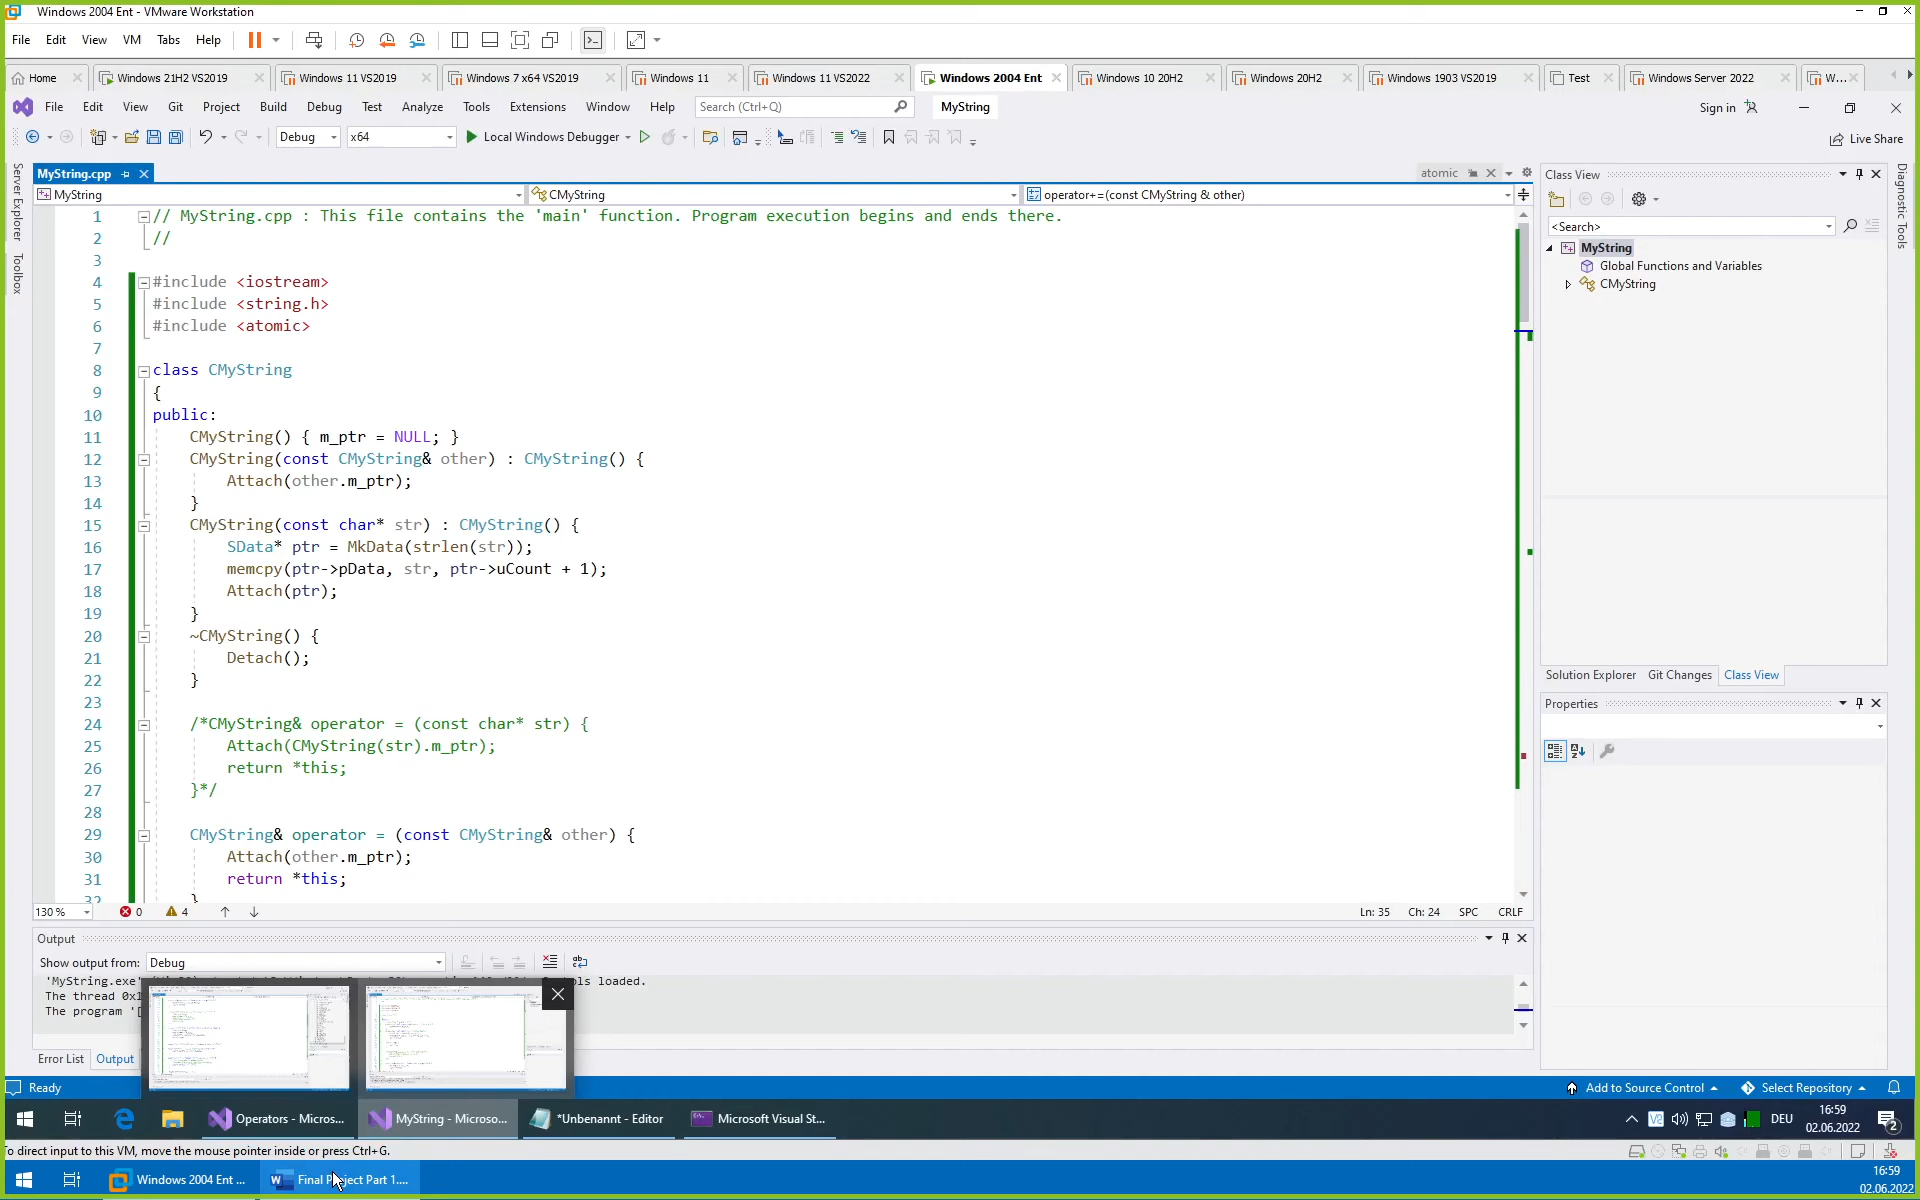 Windows 2004 Ent - VMware Workstation
File Edit View VM Tabs Help
Home Windows 21H2 VS2019 Windows 11 VS2019 Windows 7 x64 VS2019 Windows 11 Windows 11 VS2022 Windows 2004 Ent Windows 10 20H2 Windows 20H2 Windows 1903 VS2019 Test Windows Server 2022 W...
File Edit View Git Project Build Debug Test Analyze Tools Extensions Window Help Search (Ctrl+Q) MyString Sign in
Debug x64 Local Windows Debugger Live Share
Server Explorer
Toolbox
MyString.cpp atomic
MyString CMyString operator+=(const CMyString & other)
1 // MyString.cpp : This file contains the 'main' function. Program execution begins and ends there.
2 //
3
4 #include <iostream>
5 #include <string.h>
6 #include <atomic>
7
8 class CMyString
9 {
10 public:
11 CMyString() { m_ptr = NULL; }
12 CMyString(const CMyString& other) : CMyString() {
13 Attach(other.m_ptr);
14 }
15 CMyString(const char* str) : CMyString() {
16 SData* ptr = MkData(strlen(str));
17 memcpy(ptr->pData, str, ptr->uCount + 1);
18 Attach(ptr);
19 }
20 ~CMyString() {
21 Detach();
22 }
23
24 /*CMyString& operator = (const char* str) {
25 Attach(CMyString(str).m_ptr);
26 return *this;
27 }*/
28
29 CMyString& operator = (const CMyString& other) {
30 Attach(other.m_ptr);
31 return *this;
32 }
130 % 0 4 Ln: 35 Ch: 24 SPC CRLF
Class View
<Search>
MyString
Global Functions and Variables
CMyString
Solution Explorer Git Changes Class View
Properties
Diagnostic Tools
Output
Show output from: Debug
'MyString.exe' ols loaded.
The thread 0x1
The program '[
Error List Output
Ready Add to Source Control Select Repository
Operators - Micros... MyString - Microso... *Unbenannt - Editor Microsoft Visual St... DEU 16:59
02.06.2022 2
To direct input to this VM, move the mouse pointer inside or press Ctrl+G.
Windows 2004 Ent ... Final Project Part 1.... 16:59
02.06.2022